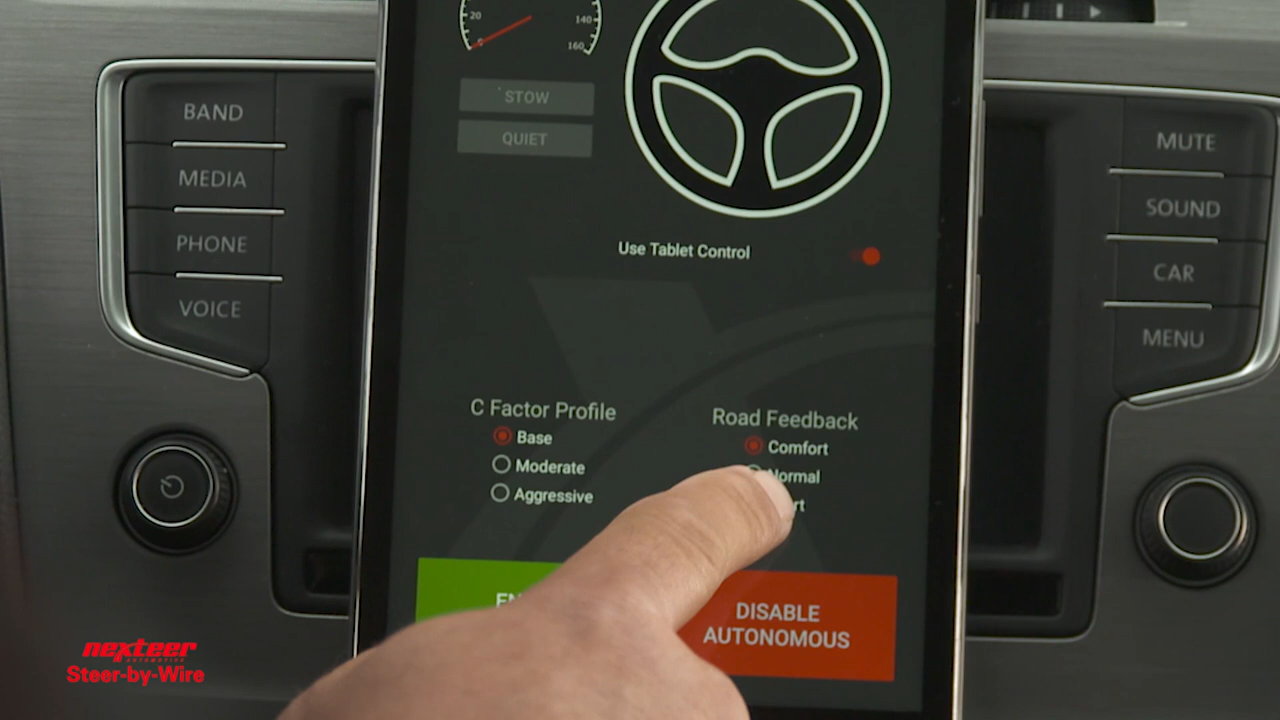 20
140
160
STOW
QUIET
BAND
MEDIA
PHONE
VOICE
MUTE
SOUND
CAR
MENU
Use Tablet Control
C Factor Profile
Base
Moderate
Aggressive
Road Feedback
Comfort
Normal
DISABLE
AUTONOMOUS
nexteer
AUTOMOTIVE
Steer-by-Wire